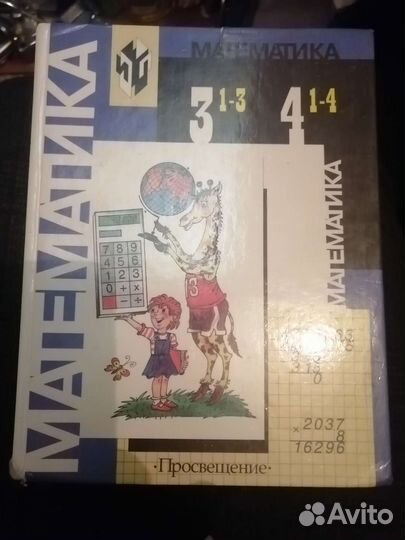 МАТЕМАТИКА
МАТЕМАТИКА
3 1-3 4 1-4
МАТЕМАТИКА
7 8 9
4 5 6
1 2 3
0 + ×
- ÷
3
× 2037
8
16296
·Просвещение·
Avito